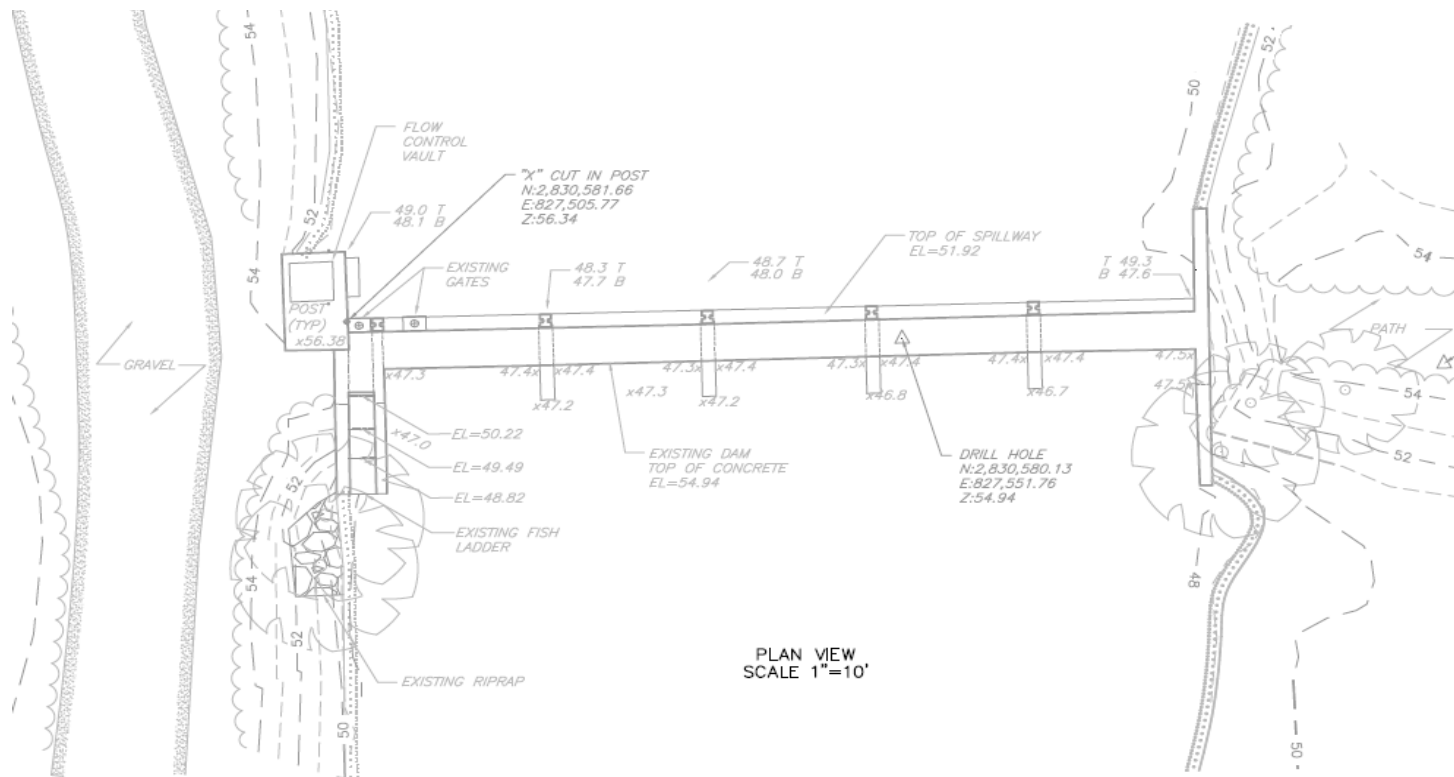 54
54
52
54
54
52
50
FLOW
CONTROL
VAULT
"X" CUT IN POST
N:2,830,581.66
E:827,505.77
Z:56.34
49.0 T
48.1 B
EXISTING
GATES
48.3 T
47.7 B
48.7 T
48.0 B
TOP OF SPILLWAY
EL=51.92
T 49.3
B 47.6
50
52
54
PATH
54
52
POST
(TYP)
x56.38
GRAVEL
x47.3
47.4x
x47.4
47.3x
x47.4
47.3x
x47.4
47.4x
x47.4
47.5x
47.5x
x47.2
x47.3
x47.2
x46.8
x46.7
x47.0
EL=50.22
EL=49.49
EL=48.82
EXISTING DAM
TOP OF CONCRETE
EL=54.94
DRILL HOLE
N:2,830,580.13
E:827,551.76
Z:54.94
52
EXISTING FISH
LADDER
48
52
EXISTING RIPRAP
PLAN VIEW
SCALE 1"=10'
50